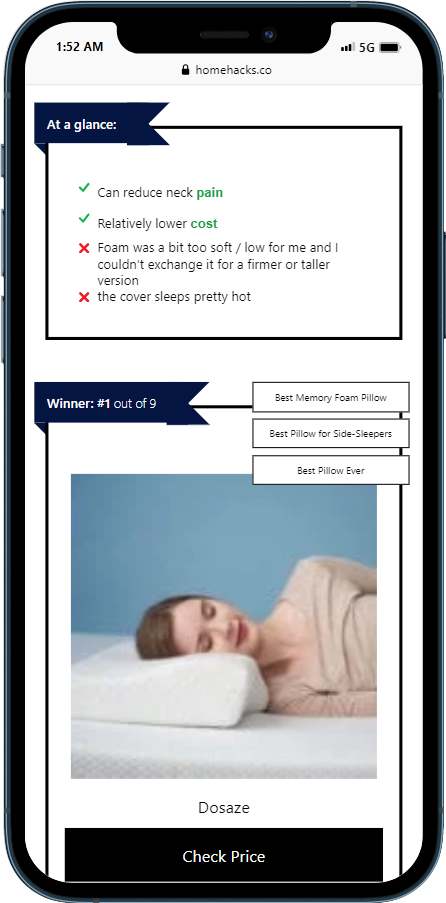 1:52 AM
5G
homehacks.co
At a glance:
Can reduce neck pain
Relatively lower cost
Foam was a bit too soft / low for me and I
couldn't exchange it for a firmer or taller
version
the cover sleeps pretty hot
Winner: #1 out of 9
Best Memory Foam Pillow
Best Pillow for Side-Sleepers
Best Pillow Ever
Dosaze
Check Price